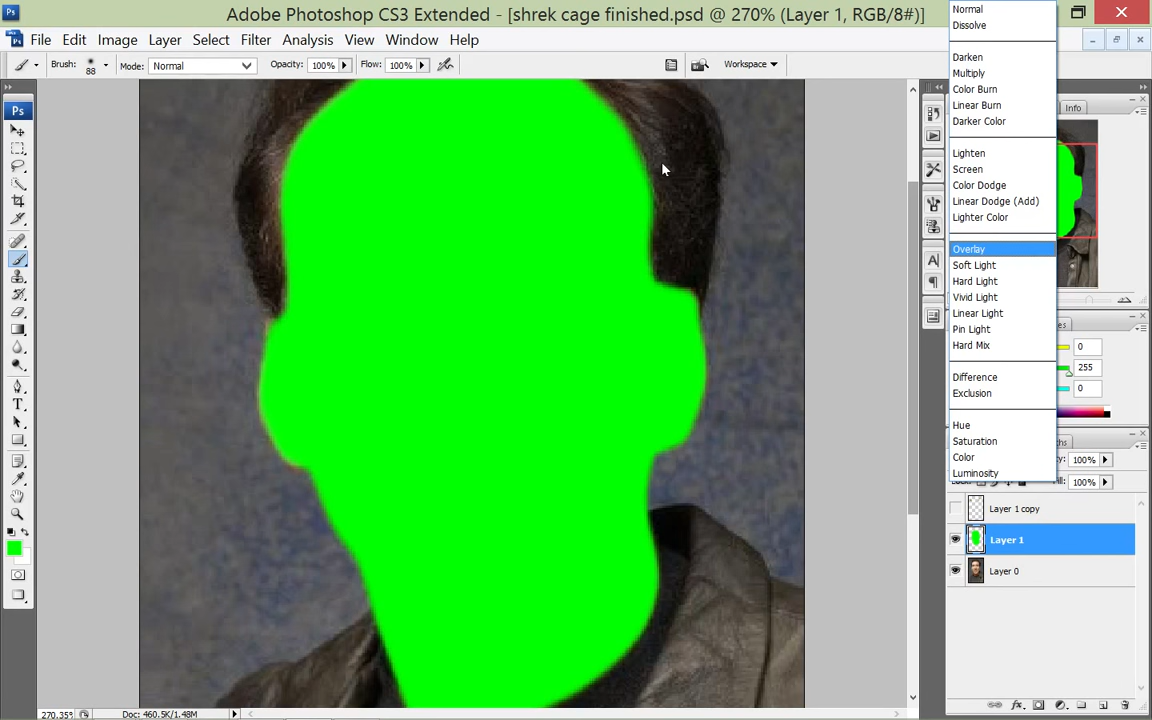 Ps Adobe Photoshop CS3 Extended - [shrek cage finished.psd @ 270% (Layer 1, RGB/8#)]
File Edit Image Layer Select Filter Analysis View Window Help
Brush: 88 Mode: Normal Opacity: 100% Flow: 100% Workspace
Ps
Info
Normal
Dissolve
Darken
Multiply
Color Burn
Linear Burn
Darker Color
Lighten
Screen
Color Dodge
Linear Dodge (Add)
Lighter Color
Overlay
Soft Light
Hard Light
Vivid Light
Linear Light
Pin Light
Hard Mix
Difference
Exclusion
Hue
Saturation
Color
Luminosity
0
255
0
100%
100%
Layer 1 copy
Layer 1
Layer 0
270.35% Doc: 460.5K/1.48M